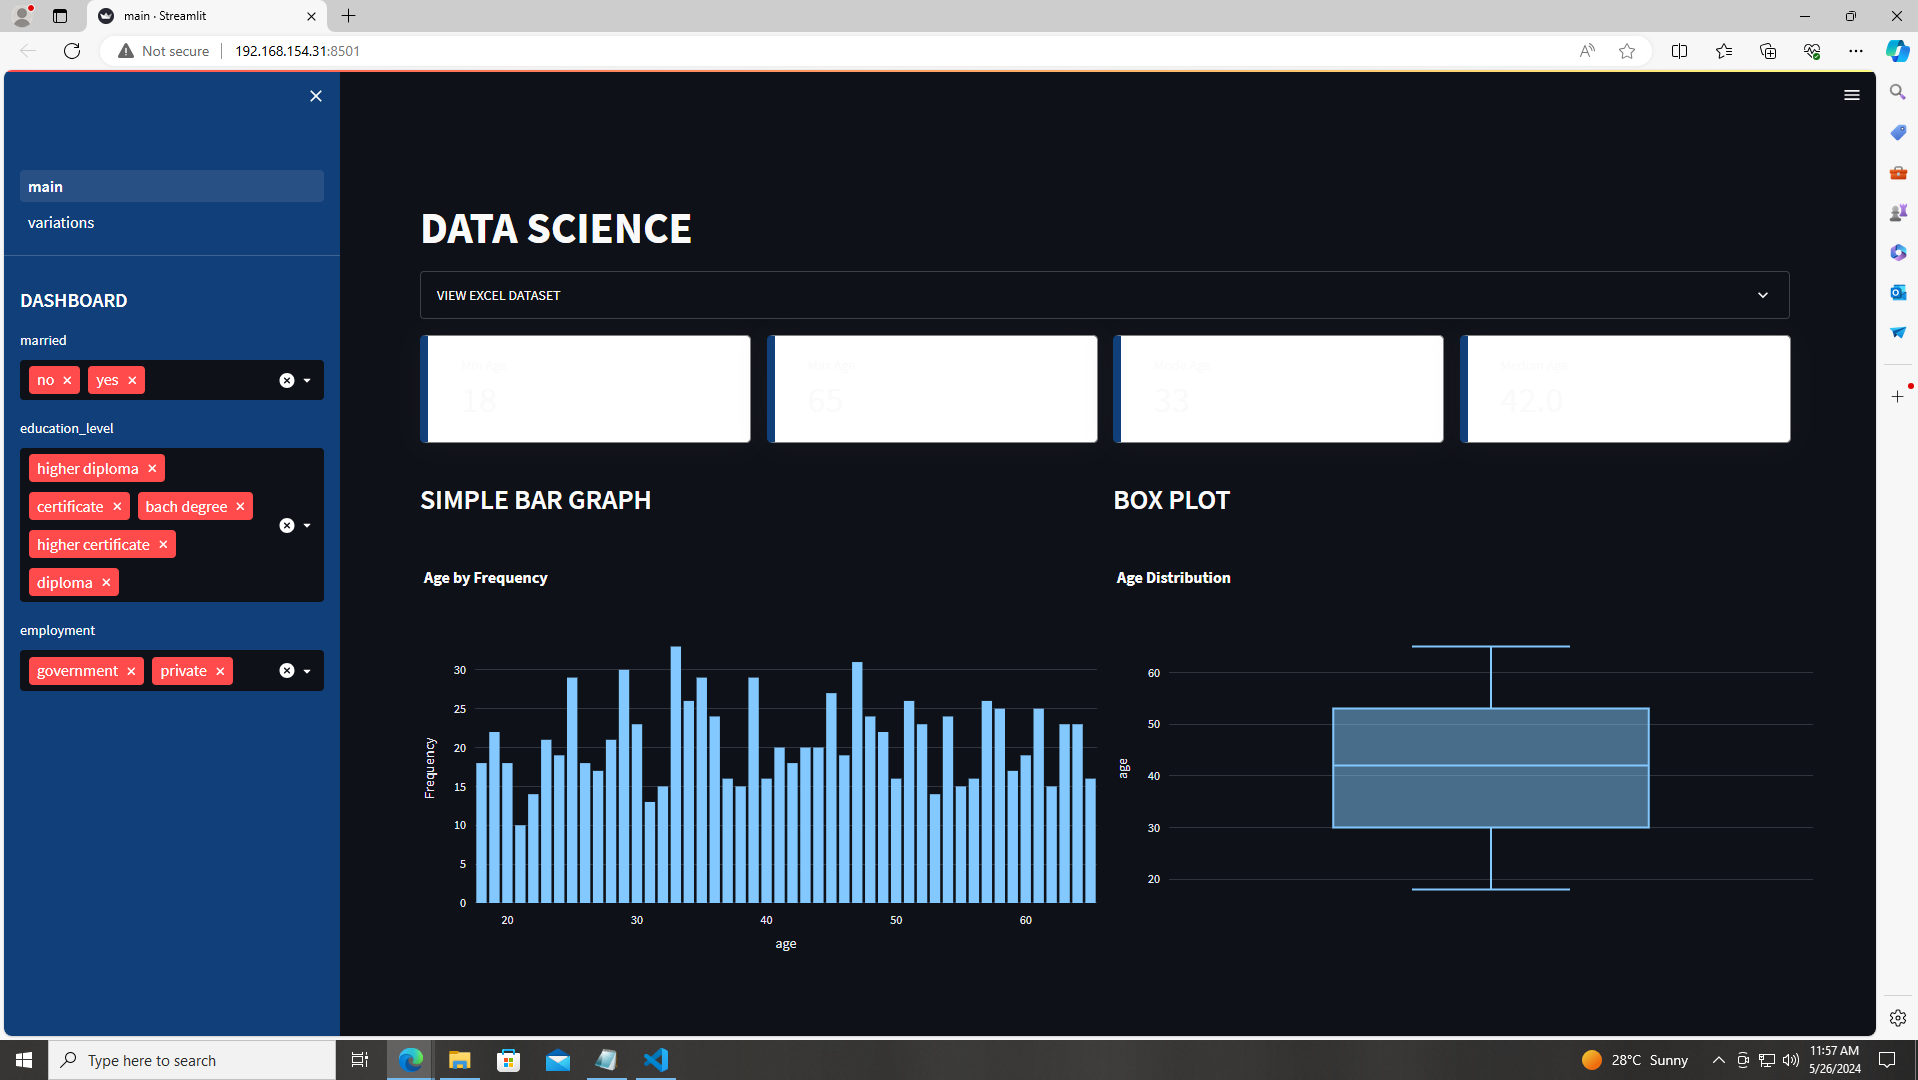 main · Streamlit
Not secure
192.168.154.31:8501
main
variations
DASHBOARD
married
no
yes
education_level
higher diploma
certificate
bach degree
higher certificate
diploma
employment
government
private
DATA SCIENCE
VIEW EXCEL DATASET
Min Age
18
Max Age
65
Mode Age
33
Median Age
42.0
SIMPLE BAR GRAPH
Age by Frequency
Frequency
30
25
20
15
10
5
0
20
30
40
50
60
age
BOX PLOT
Age Distribution
age
60
50
40
30
20
Type here to search
28°C Sunny
11:57 AM
5/26/2024